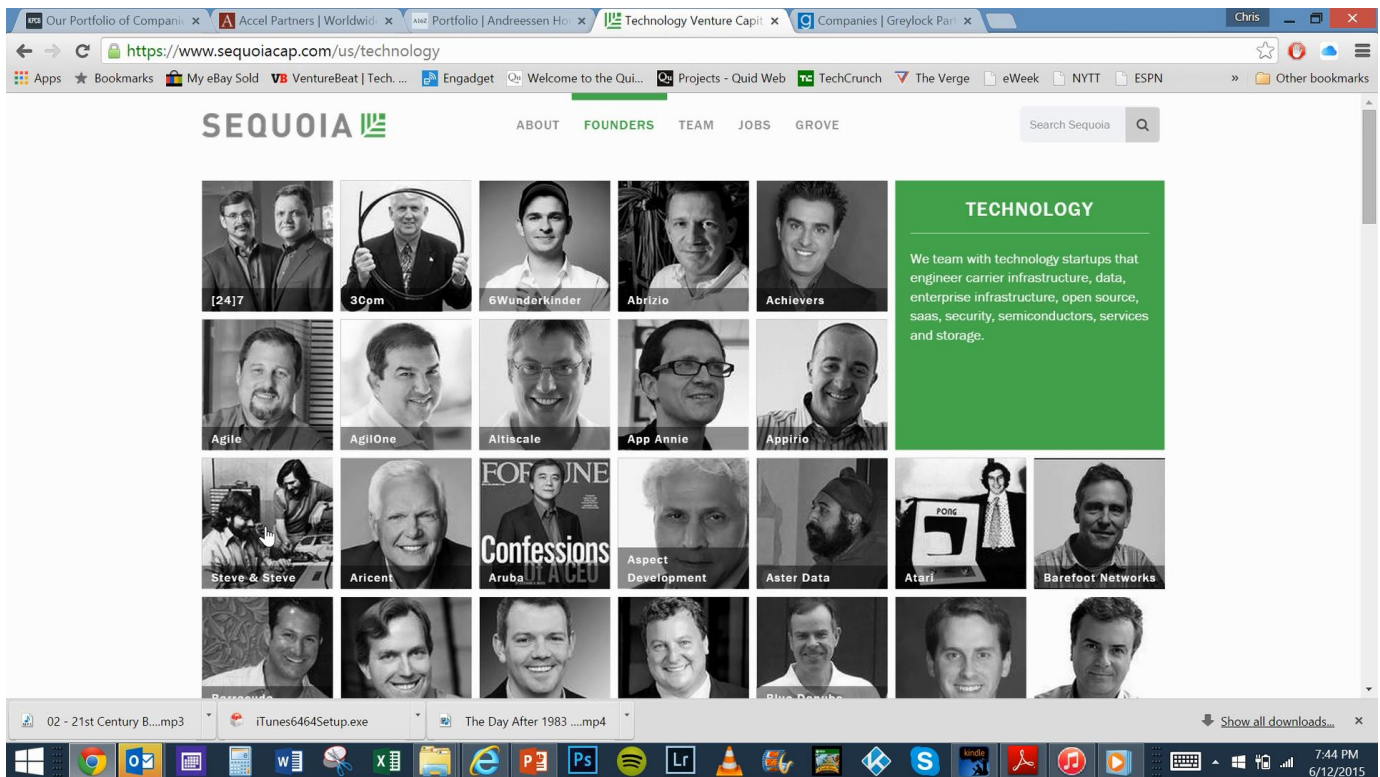 Our Portfolio of Compani
Accel Partners | Worldwid
Portfolio | Andreessen Ho
Technology Venture Capit
Companies | Greylock Part
Chris
https://www.sequoiacap.com/us/technology
Apps
Bookmarks
My eBay Sold
VB VentureBeat | Tech. ...
Engadget
Welcome to the Qui...
Projects - Quid Web
TechCrunch
The Verge
eWeek
NYTT
ESPN
»
Other bookmarks
SEQUOIA
ABOUT
FOUNDERS
TEAM
JOBS
GROVE
Search Sequoia
[24]7
3Com
6Wunderkinder
Abrizio
Achievers
TECHNOLOGY
We team with technology startups that
engineer carrier infrastructure, data,
enterprise infrastructure, open source,
saas, security, semiconductors, services
and storage.
Agile
AgilOne
Altiscale
App Annie
Appirio
Steve & Steve
Aricent
FORTUNE
Confessions
OF A CEO
Aruba
Aspect
Development
Aster Data
PONG
Atari
Barefoot Networks
Barracuda
Blue Danube
02 - 21st Century B....mp3
iTunes6464Setup.exe
The Day After 1983 ....mp4
Show all downloads...
kindle
7:44 PM
6/12/2015